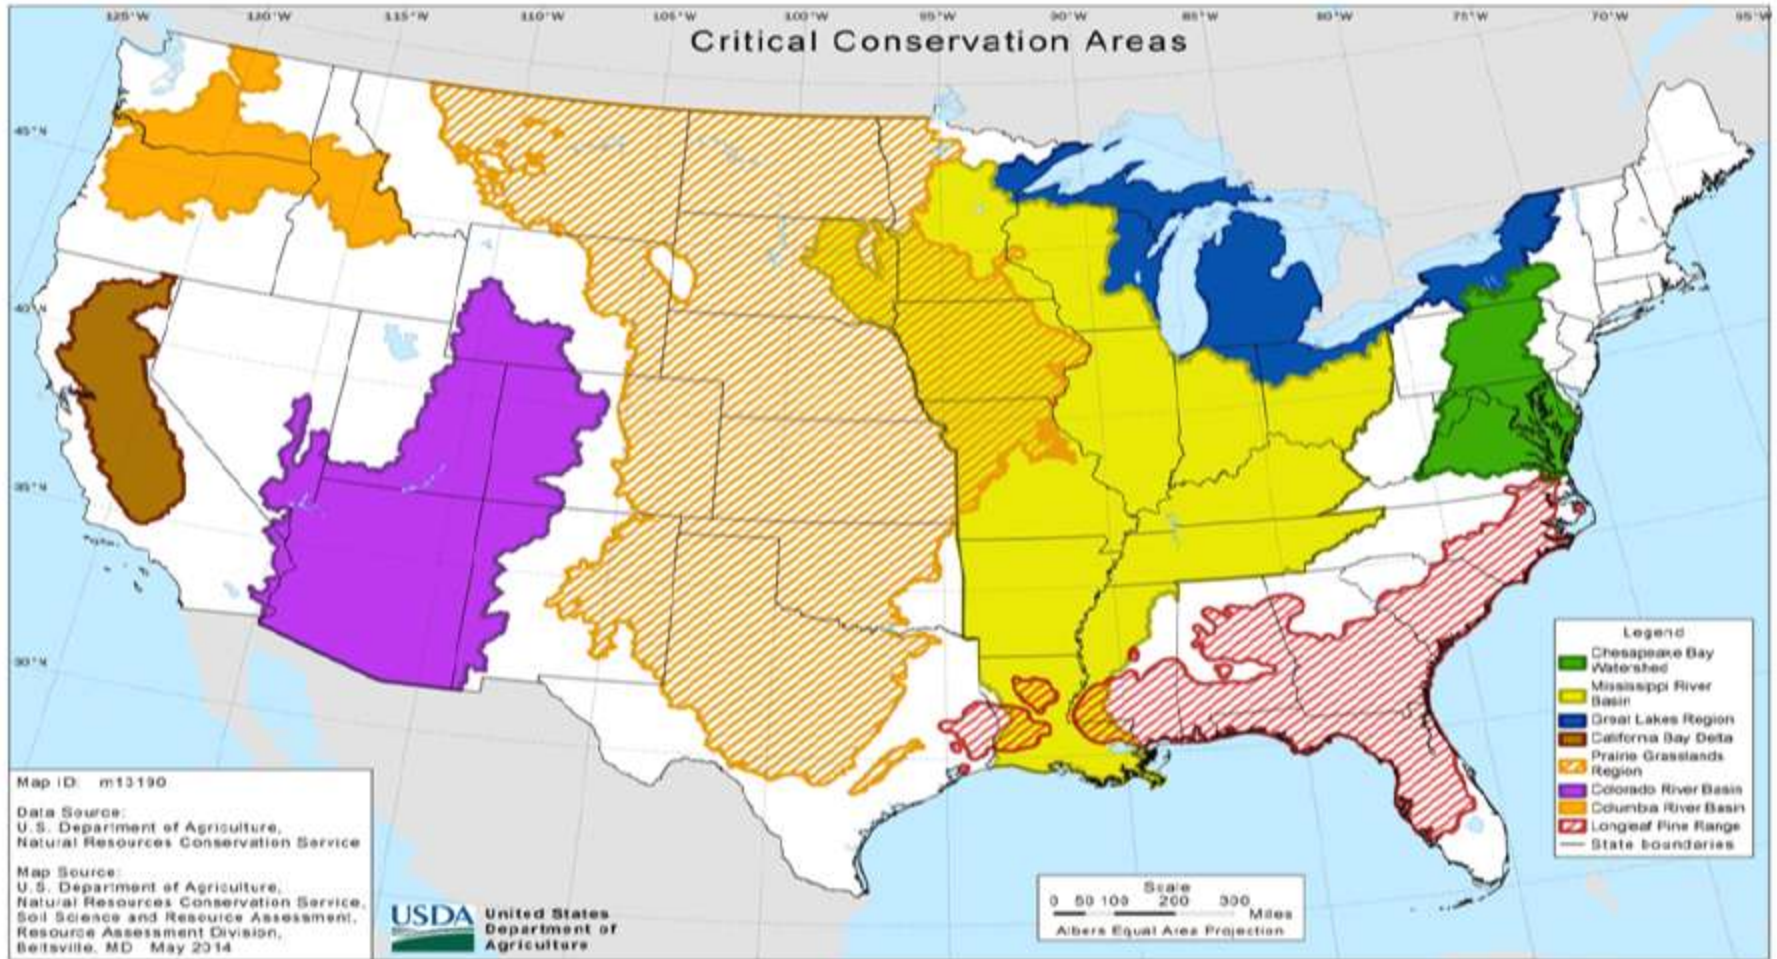 125°W 120°W 115°W 110°W 105°W 100°W 95°W 90°W 85°W 80°W 75°W 70°W 95°W
Critical Conservation Areas
45°N
40°N
35°N
30°N
Legend
Chesapeake Bay
Watershed
Mississippi River
Basin
Great Lakes Region
California Bay Delta
Prairie Grasslands
Region
Colorado River Basin
Columbia River Basin
Longleaf Pine Range
State boundaries
Map ID: m13190
Data Source:
U.S. Department of Agriculture,
Natural Resources Conservation Service
Map Source:
U.S. Department of Agriculture,
Natural Resources Conservation Service,
Soil Science and Resource Assessment,
Resource Assessment Division,
Beltsville, MD May 2014
USDA
United States
Department of
Agriculture
Scale
0 50 100 200 300
Miles
Albers Equal Area Projection